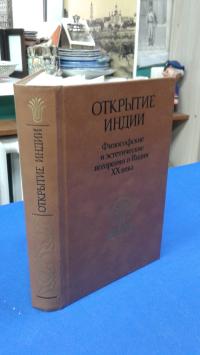 ОТКРЫТИЕ ИНДИИ
ОТКРЫТИЕ
ИНДИИ
Философские
и эстетические
воззрения в Индии
XX века